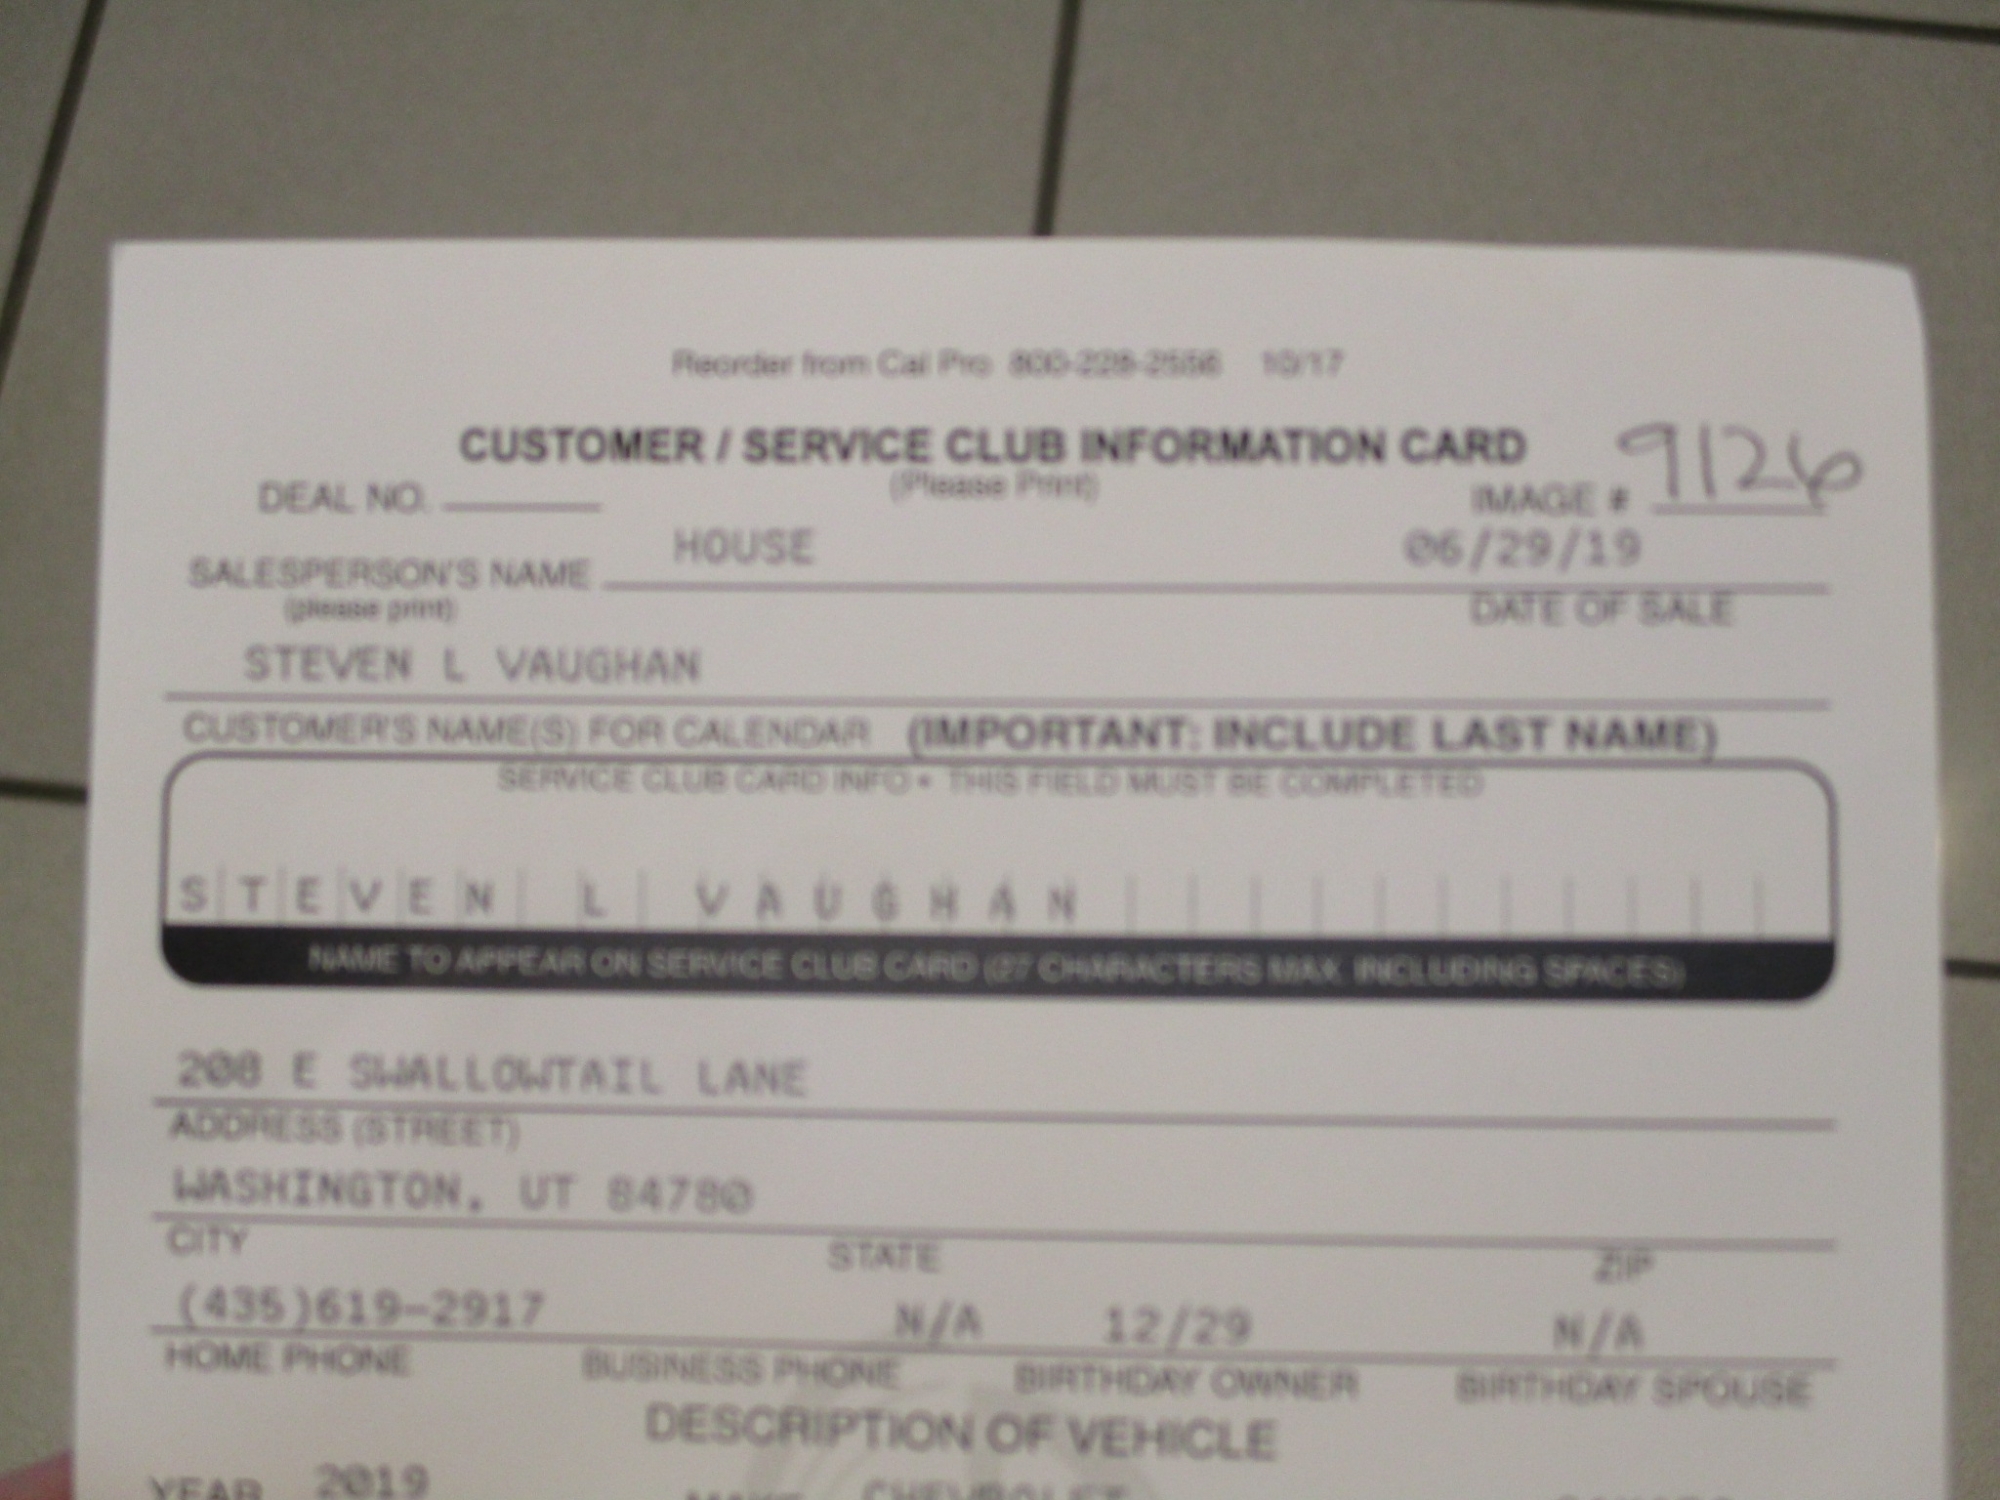 Reorder from Cal Pro 800-228-2556 10/17
CUSTOMER / SERVICE CLUB INFORMATION CARD
(Please Print)
DEAL NO. IMAGE # 9126
HOUSE 06/29/19
SALESPERSON'S NAME
(please print) DATE OF SALE
STEVEN L VAUGHAN
CUSTOMER'S NAME(S) FOR CALENDAR (IMPORTANT: INCLUDE LAST NAME)
SERVICE CLUB CARD INFO • THIS FIELD MUST BE COMPLETED
STEVEN L VAUGHAN
NAME TO APPEAR ON SERVICE CLUB CARD (27 CHARACTERS MAX. INCLUDING SPACES)
208 E SWALLOWTAIL LANE
ADDRESS (STREET)
WASHINGTON, UT 84780
CITY STATE ZIP
(435)619-2917 N/A 12/29 N/A
HOME PHONE BUSINESS PHONE BIRTHDAY OWNER BIRTHDAY SPOUSE
DESCRIPTION OF VEHICLE
YEAR 2019 MAKE CHEVROLET